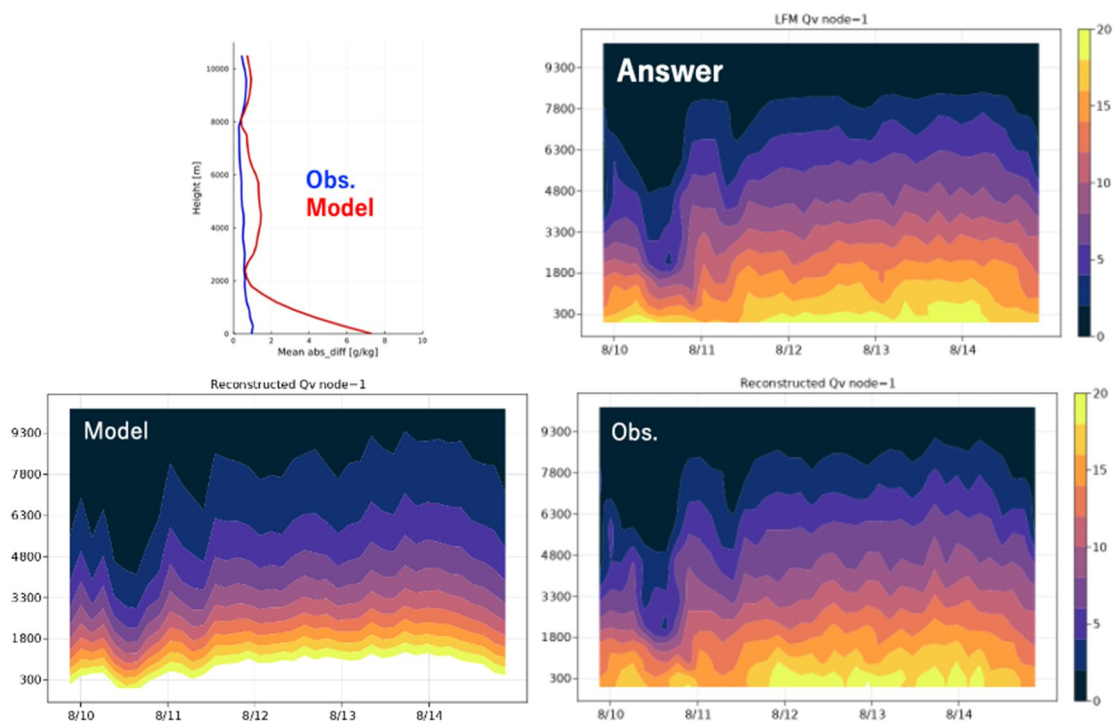 10000
8000
6000
4000
2000
0
Height [m]
0 2 4 6 8 10
Mean abs_diff [g/kg]
Obs.
Model
LFM Qv node−1
Answer
9300
7800
6300
4800
3300
1800
300
8/10 8/11 8/12 8/13 8/14
20
15
10
5
0
Reconstructed Qv node−1
Model
9300
7800
6300
4800
3300
1800
300
8/10 8/11 8/12 8/13 8/14
Reconstructed Qv node−1
Obs.
9300
7800
6300
4800
3300
1800
300
8/10 8/11 8/12 8/13 8/14
20
15
10
5
0